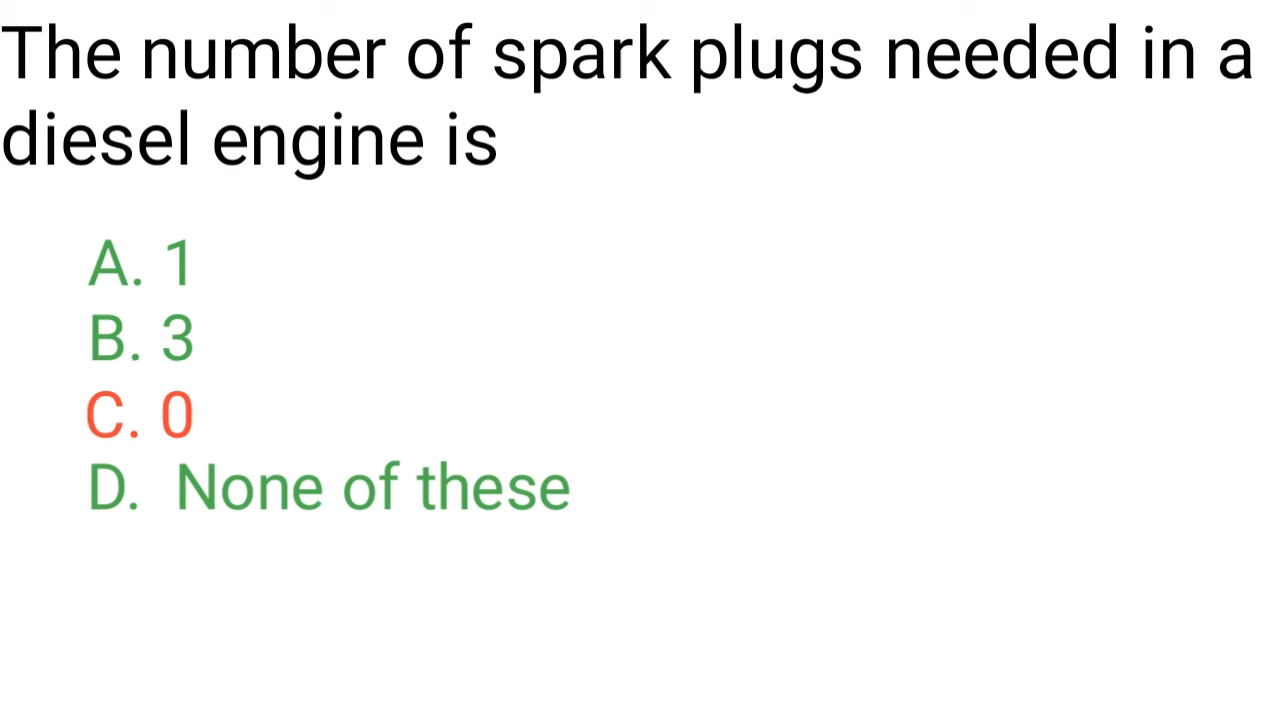 The number of spark plugs needed in a
diesel engine is
A. 1
B. 3
C. 0
D. None of these